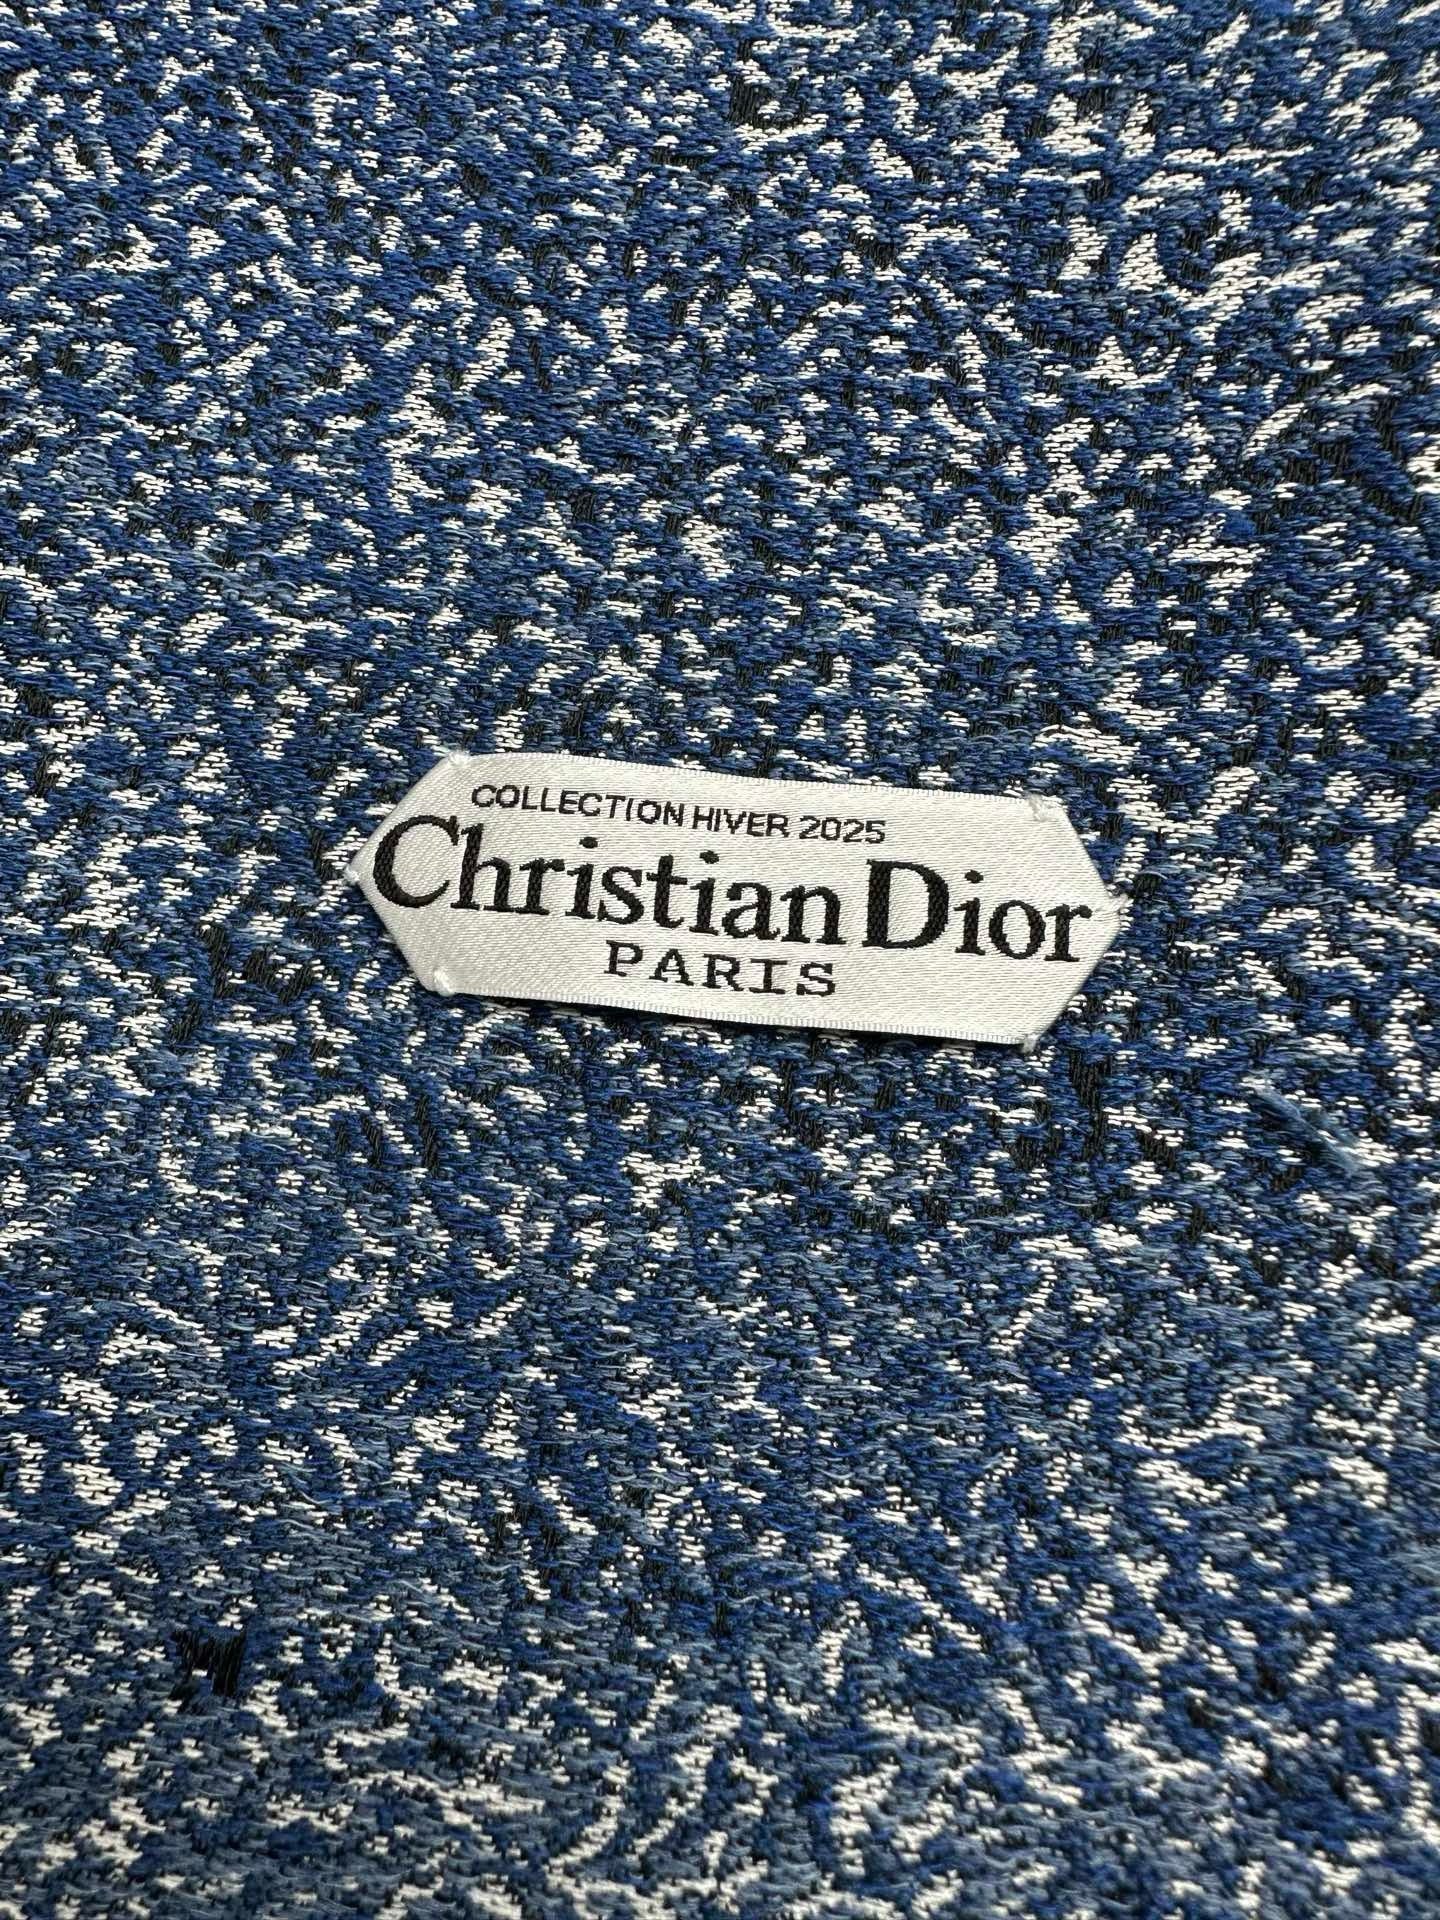 COLLECTION HIVER 2025
Christian Dior
PARIS